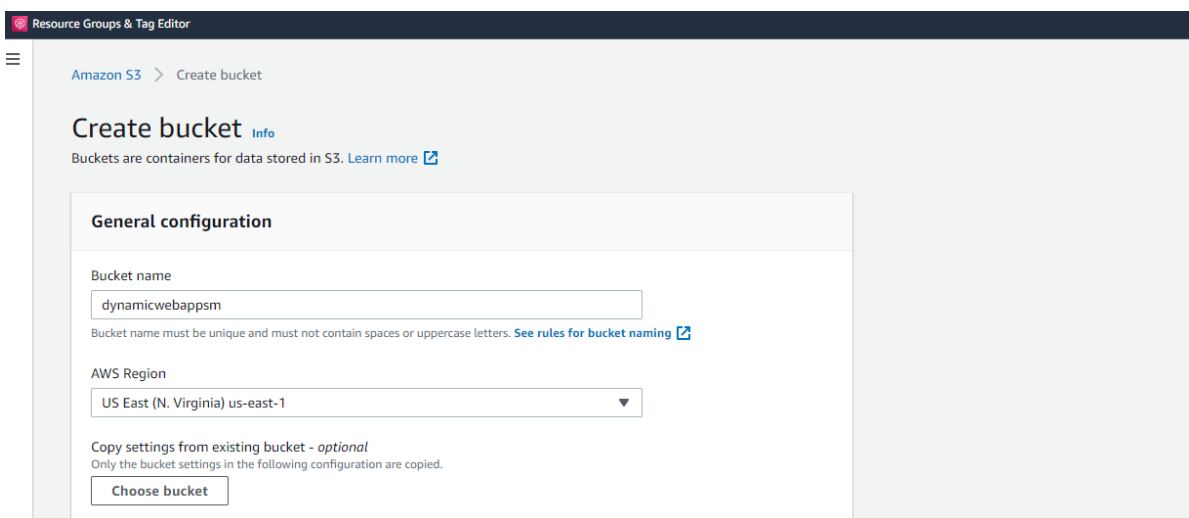 Resource Groups & Tag Editor
Amazon S3 > Create bucket
Create bucket Info
Buckets are containers for data stored in S3. Learn more
General configuration
Bucket name
dynamicwebappsm
Bucket name must be unique and must not contain spaces or uppercase letters. See rules for bucket naming
AWS Region
US East (N. Virginia) us-east-1
Copy settings from existing bucket - optional
Only the bucket settings in the following configuration are copied.
Choose bucket